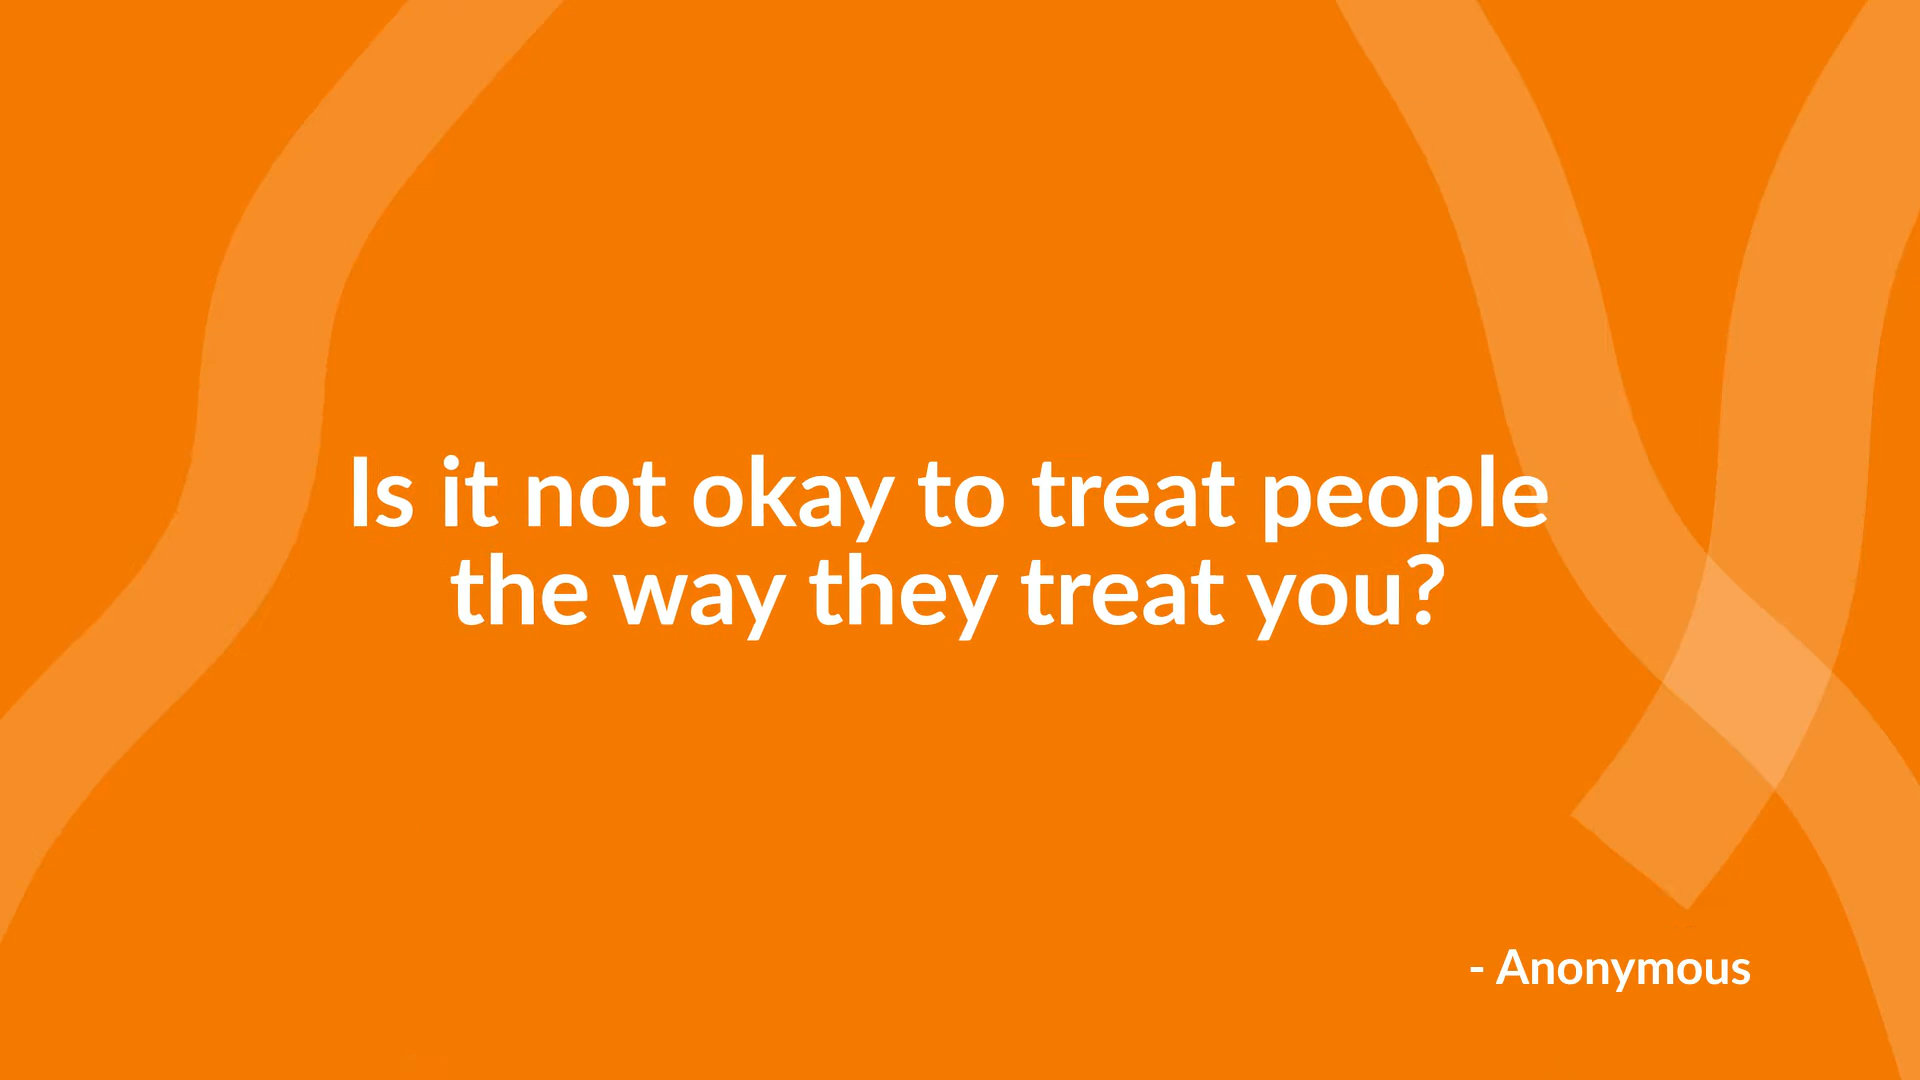 Is it not okay to treat people
the way they treat you?
- Anonymous